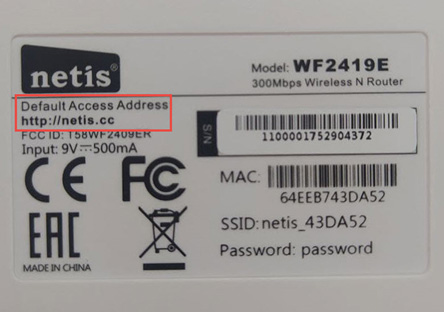 netis
Model: WF2419E
300Mbps Wireless N Router
Default Access Address
http://netis.cc
FCC ID: T58WF2409ER
Input: 9V⎓500mA
S/N
1100001752904372
CE FC
MAC:
64EEB743DA52
EAC
SSID: netis_43DA52
Password: password
MADE IN CHINA